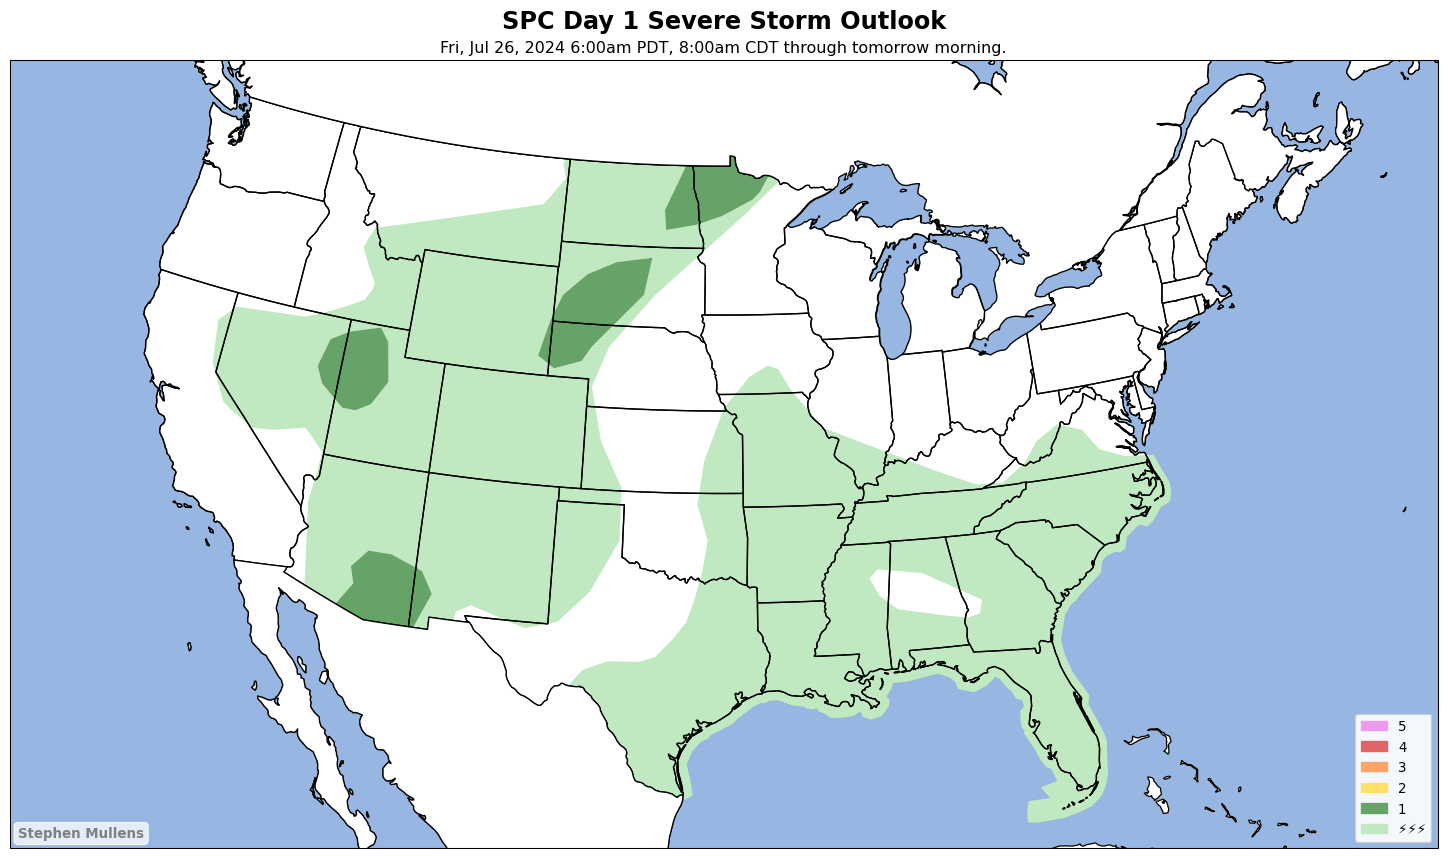 SPC Day 1 Severe Storm Outlook
Fri, Jul 26, 2024 6:00am PDT, 8:00am CDT through tomorrow morning.
5
4
3
2
1
⚡⚡⚡
Stephen Mullens